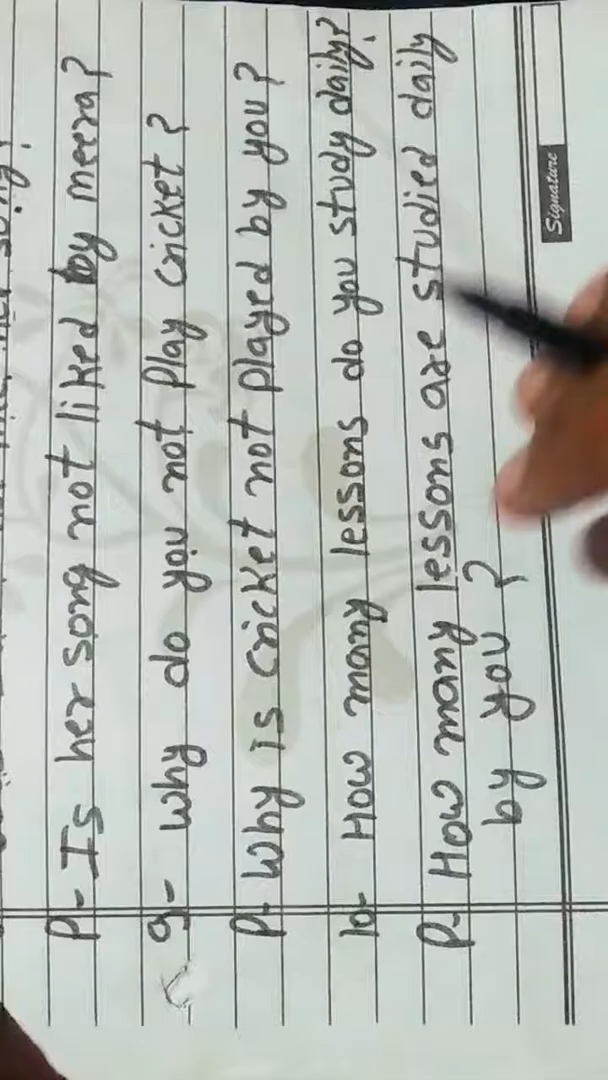 P- Is her song not liked by meera?
9- Why do you not Play cricket?
P- Why is cricket not played by you?
10- How many lessons do you study daily?
P- How many lessons are studied daily
by you?
Signature